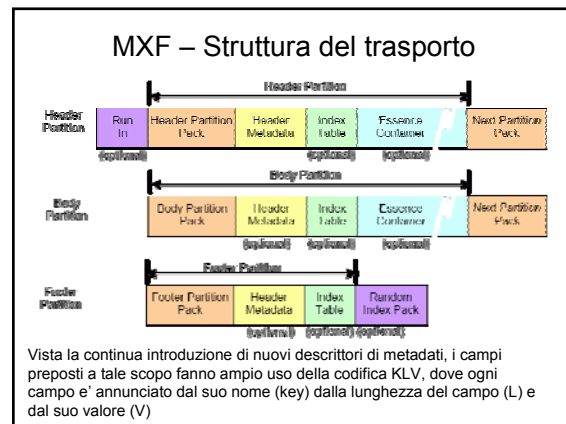 MXF – Struttura del trasporto
Header Partition
Header Partition
Run In
Header Partition Pack
Header Metadata
Index Table
Essence Container
Next Partition Pack
(optional)
(optional)
(optional)
Body Partition
Body Partition
Body Partition Pack
Header Metadata
Index Table
Essence Container
Next Partition Pack
(optional)
(optional)
(optional)
Footer Partition
Footer Partition
Footer Partition Pack
Header Metadata
Index Table
Random Index Pack
(optional)
(optional)
(optional)
Vista la continua introduzione di nuovi descrittori di metadati, i campi
preposti a tale scopo fanno ampio uso della codifica KLV, dove ogni
campo e' annunciato dal suo nome (key) dalla lunghezza del campo (L) e
dal suo valore (V)